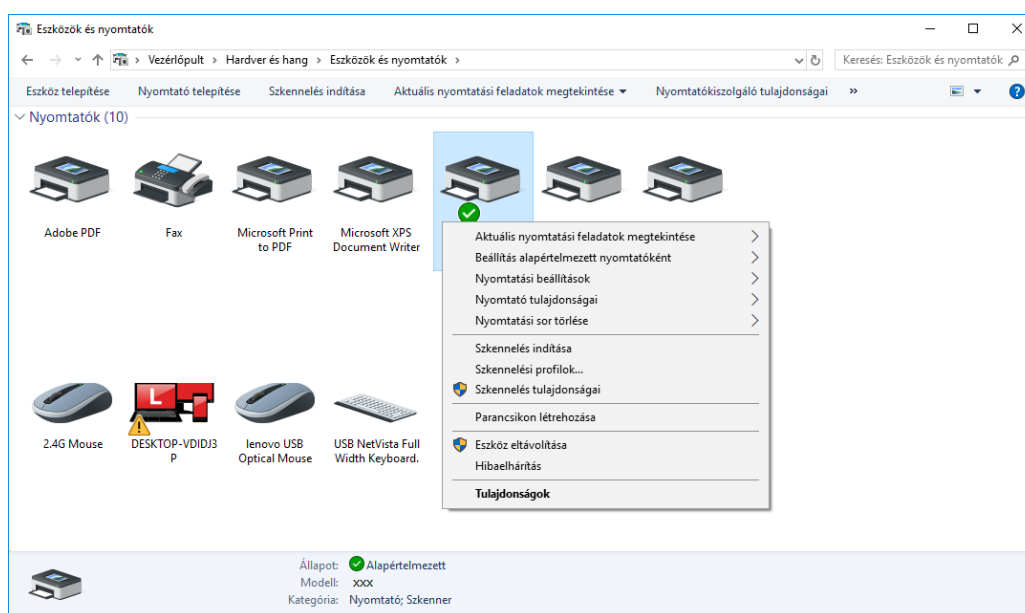 Eszközök és nyomtatók
Vezérlőpult > Hardver és hang > Eszközök és nyomtatók >
Keresés: Eszközök és nyomtatók
Eszköz telepítése Nyomtató telepítése Szkennelés indítása Aktuális nyomtatási feladatok megtekintése Nyomtatókiszolgáló tulajdonságai »
Nyomtatók (10)
Adobe PDF
Fax
Microsoft Print
to PDF
Microsoft XPS
Document Writer
Aktuális nyomtatási feladatok megtekintése
Beállítás alapértelmezett nyomtatóként
Nyomtatási beállítások
Nyomtató tulajdonságai
Nyomtatási sor törlése
Szkennelés indítása
Szkennelési profilok...
Szkennelés tulajdonságai
Parancsikon létrehozása
Eszköz eltávolítása
Hibaelhárítás
Tulajdonságok
2.4G Mouse
L
DESKTOP-VDIDJ3
P
lenovo USB
Optical Mouse
USB NetVista Full
Width Keyboard.
Állapot: Alapértelmezett
Modell: xxx
Kategória: Nyomtató; Szkenner